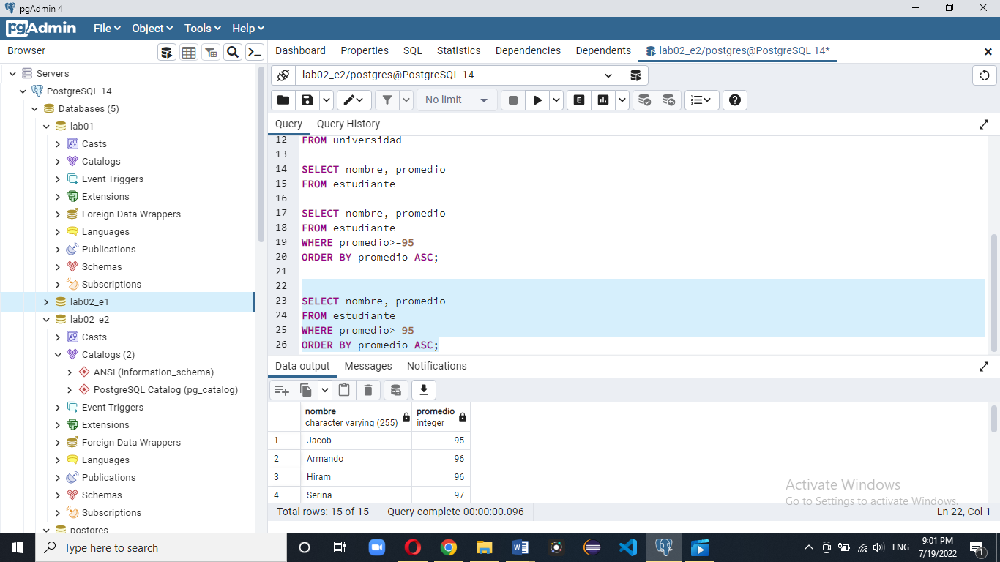 pgAdmin 4
pgAdmin File Object Tools Help
Browser
Dashboard Properties SQL Statistics Dependencies Dependents lab02_e2/postgres@PostgreSQL 14*
Servers
PostgreSQL 14
Databases (5)
lab01
Casts
Catalogs
Event Triggers
Extensions
Foreign Data Wrappers
Languages
Publications
Schemas
Subscriptions
lab02_e1
lab02_e2
Casts
Catalogs (2)
ANSI (information_schema)
PostgreSQL Catalog (pg_catalog)
Event Triggers
Extensions
Foreign Data Wrappers
Languages
Publications
Schemas
Subscriptions
postgres
lab02_e2/postgres@PostgreSQL 14
No limit
E
Query Query History
12 FROM universidad
13
14 SELECT nombre, promedio
15 FROM estudiante
16
17 SELECT nombre, promedio
18 FROM estudiante
19 WHERE promedio>=95
20 ORDER BY promedio ASC;
21
22
23 SELECT nombre, promedio
24 FROM estudiante
25 WHERE promedio>=95
26 ORDER BY promedio ASC;
Data output Messages Notifications
nombre promedio
character varying (255) integer
1 Jacob 95
2 Armando 96
3 Hiram 96
4 Serina 97
Activate Windows
Go to Settings to activate Windows.
Total rows: 15 of 15 Query complete 00:00:00.096 Ln 22, Col 1
Type here to search
ENG
9:01 PM
7/19/2022
1